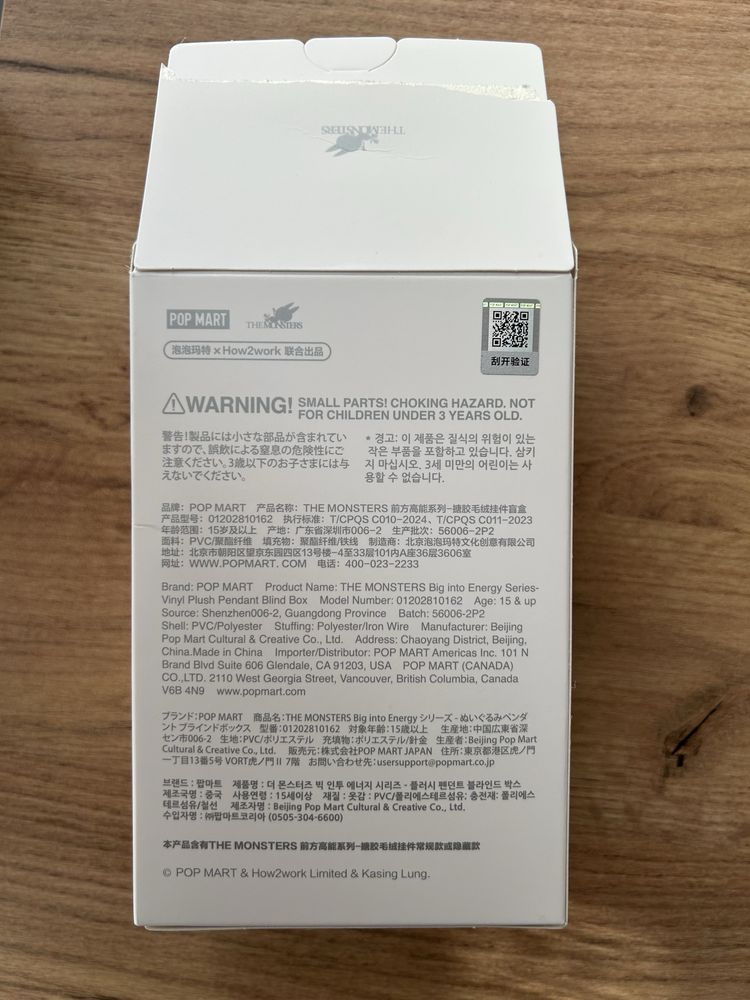 THE MONSTERS
POP MART
THE MONSTERS
泡泡玛特 × How2work 联合出品
POP MART POP MART POP MART
刮开验证
WARNING! SMALL PARTS! CHOKING HAZARD. NOT
FOR CHILDREN UNDER 3 YEARS OLD.
警告!製品には小さな部品が含まれてい
ますので、誤飲による窒息の危険性にご
注意ください。3歳以下のお子さまには与
えないでください。
* 경고: 이 제품은 질식의 위험이 있는
작은 부품을 포함하고 있습니다. 삼키
지 마십시오. 3세 미만의 어린이는 사
용할 수 없습니다.
品牌: POP MART 产品名称: THE MONSTERS 前方高能系列-搪胶毛绒挂件盲盒
产品型号: 01202810162 执行标准: T/CPQS C010-2024、T/CPQS C011-2023
年龄范围: 15岁及以上 产地: 广东省深圳市006-2 生产批次: 56006-2P2
面料: PVC/聚酯纤维 填充物: 聚酯纤维/铁线 制造商: 北京泡泡玛特文化创意有限公司
地址: 北京市朝阳区望京东园四区13号楼-4至33层101内A座36层3606室
网址: WWW.POPMART. COM 电话: 400-023-2233
Brand: POP MART Product Name: THE MONSTERS Big into Energy Series-
Vinyl Plush Pendant Blind Box Model Number: 01202810162 Age: 15 & up
Source: Shenzhen006-2, Guangdong Province Batch: 56006-2P2
Shell: PVC/Polyester Stuffing: Polyester/Iron Wire Manufacturer: Beijing
Pop Mart Cultural & Creative Co., Ltd. Address: Chaoyang District, Beijing,
China.Made in China Importer/Distributor: POP MART Americas Inc. 101 N
Brand Blvd Suite 606 Glendale, CA 91203, USA POP MART (CANADA)
CO.,LTD. 2110 West Georgia Street, Vancouver, British Columbia, Canada
V6B 4N9 www.popmart.com
ブランド:POP MART 商品名:THE MONSTERS Big into Energy シリーズ - ぬいぐるみペンダ
ント ブラインドボックス 型番:01202810162 対象年齢:15歳以上 生産地:中国広東省深
セン市006-2 生地:PVC/ポリエステル 充填物:ポリエステル/針金 生産者:Beijing Pop Mart
Cultural & Creative Co., Ltd. 販売元:株式会社POP MART JAPAN 住所:東京都港区虎ノ門
一丁目13番5号 VORT虎ノ門Ⅱ 7階 お問い合わせ先:usersupport@popmart.co.jp
브랜드 : 팝마트 제품명 : 더 몬스터즈 빅 인투 에너지 시리즈 - 플러시 펜던트 블라인드 박스
제조국명 : 중국 사용연령 : 15세이상 재질 : 옷감 : PVC/폴리에스테르섬유; 충전재: 폴리에스
테르섬유/철선 제조자명 : Beijing Pop Mart Cultural & Creative Co., Ltd.
수입자명 : ㈜팝마트코리아 (0505-304-6600)
本产品含有THE MONSTERS 前方高能系列-搪胶毛绒挂件常规款或隐藏款
© POP MART & How2work Limited & Kasing Lung.